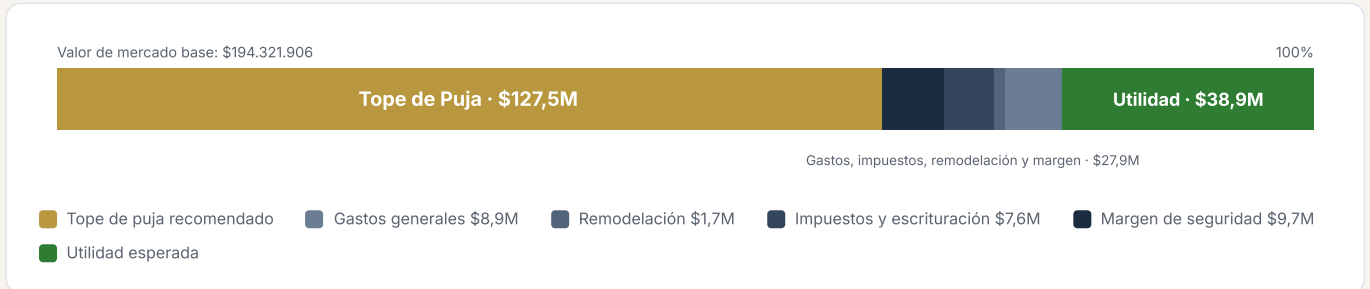 Valor de mercado base: $194.321.906
100%
Tope de Puja · $127,5M
Utilidad · $38,9M
Gastos, impuestos, remodelación y margen · $27,9M
Tope de puja recomendado
Gastos generales $8,9M
Remodelación $1,7M
Impuestos y escrituración $7,6M
Margen de seguridad $9,7M
Utilidad esperada